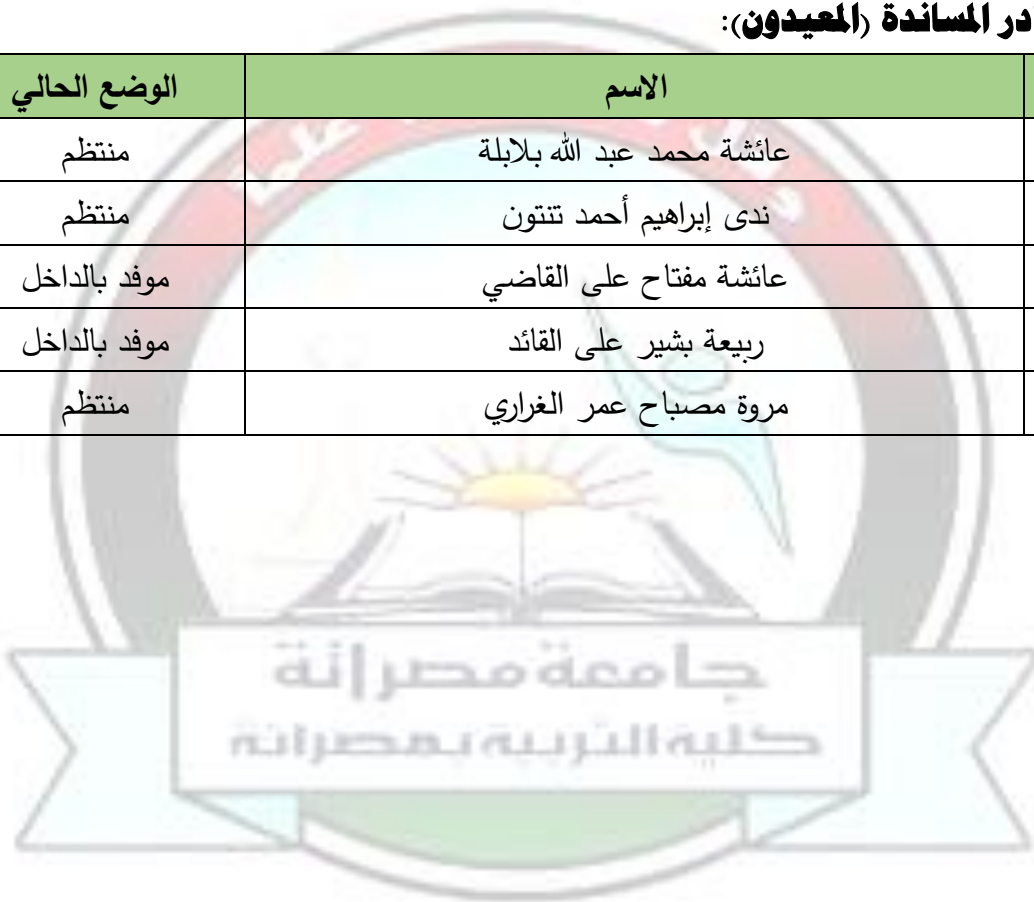 در المساندة (المعيدون):
الاسم الوضع الحالي
عائشة محمد عبد الله بلابلة منتظم
ندى إبراهيم أحمد تنتون منتظم
عائشة مفتاح على القاضي موفد بالداخل
ربيعة بشير على القائد موفد بالداخل
مروة مصباح عمر الغراري منتظم
جامعة مصراتة
كلية التربية بمصراتة